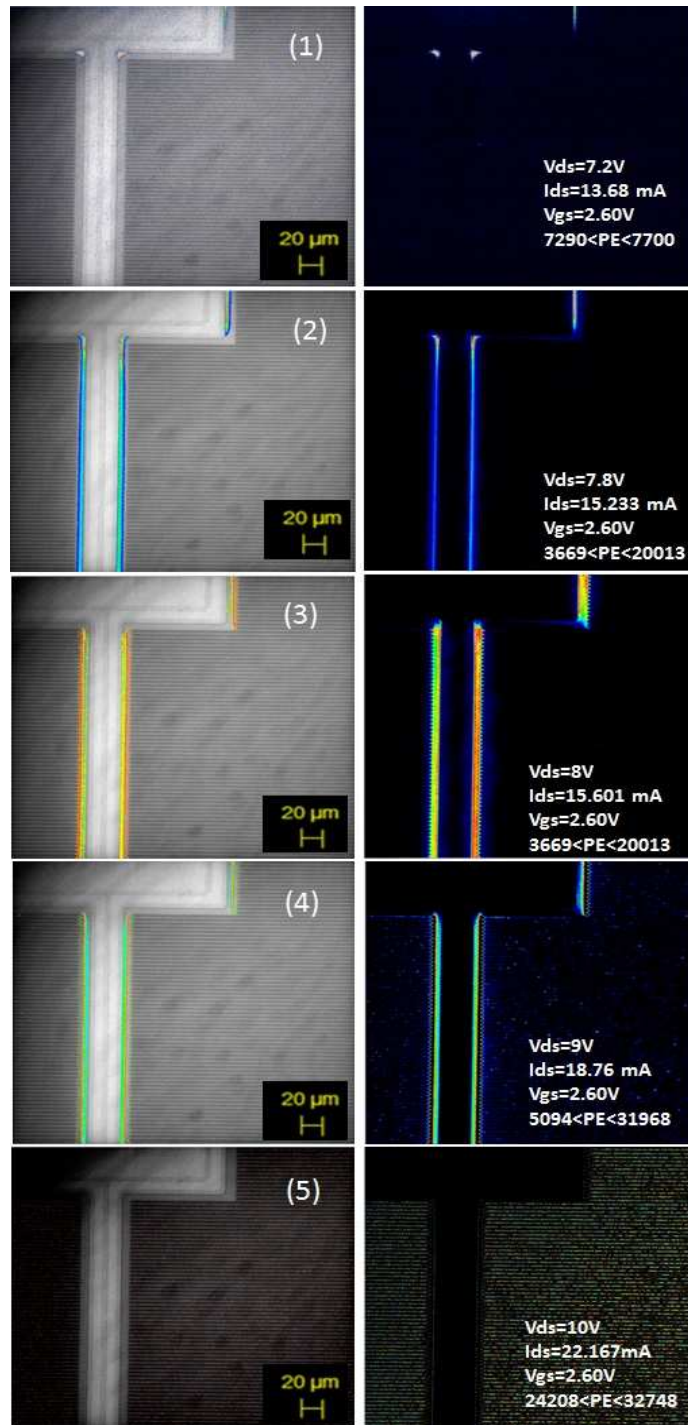 (1)
20 µm
Vds=7.2V
Ids=13.68 mA
Vgs=2.60V
7290<PE<7700
(2)
20 µm
Vds=7.8V
Ids=15.233 mA
Vgs=2.60V
3669<PE<20013
(3)
20 µm
Vds=8V
Ids=15.601 mA
Vgs=2.60V
3669<PE<20013
(4)
20 µm
Vds=9V
Ids=18.76 mA
Vgs=2.60V
5094<PE<31968
(5)
20 µm
Vds=10V
Ids=22.167mA
Vgs=2.60V
24208<PE<32748